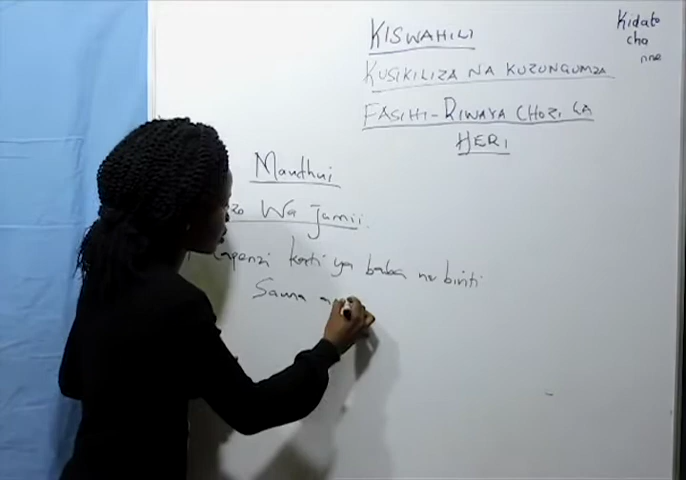 KISWAHILI
Kidato
cha
nne
KUSIKILIZA NA KUZUNGUMZA
FASIHI - RIWAYA CHOZI LA
HERI
Maudhui
Wa Jamii.
kati ya baba na binti
Sauna